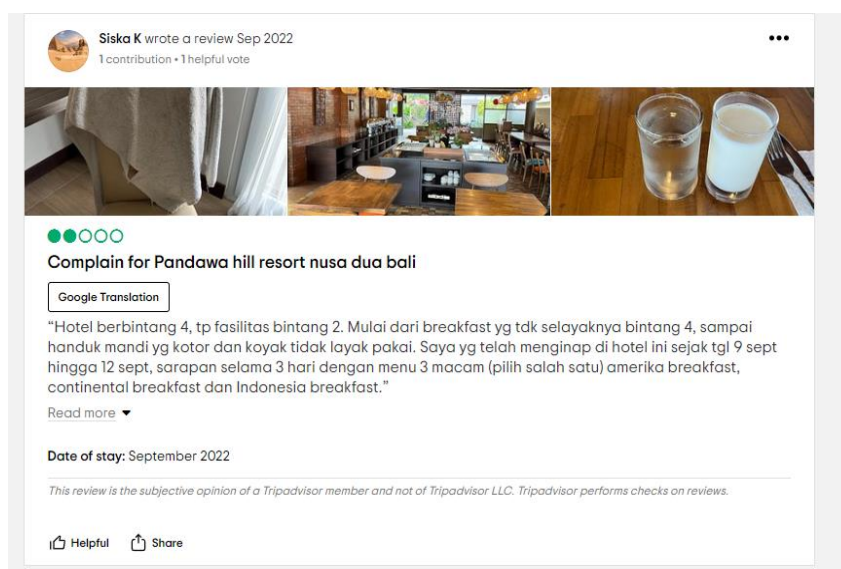 Siska K wrote a review Sep 2022
1 contribution • 1 helpful vote
Complain for Pandawa hill resort nusa dua bali
Google Translation
“Hotel berbintang 4, tp fasilitas bintang 2. Mulai dari breakfast yg tdk selayaknya bintang 4, sampai
handuk mandi yg kotor dan koyak tidak layak pakai. Saya yg telah menginap di hotel ini sejak tgl 9 sept
hingga 12 sept, sarapan selama 3 hari dengan menu 3 macam (pilih salah satu) amerika breakfast,
continental breakfast dan Indonesia breakfast.”
Read more
Date of stay: September 2022
This review is the subjective opinion of a Tripadvisor member and not of Tripadvisor LLC. Tripadvisor performs checks on reviews.
Helpful Share